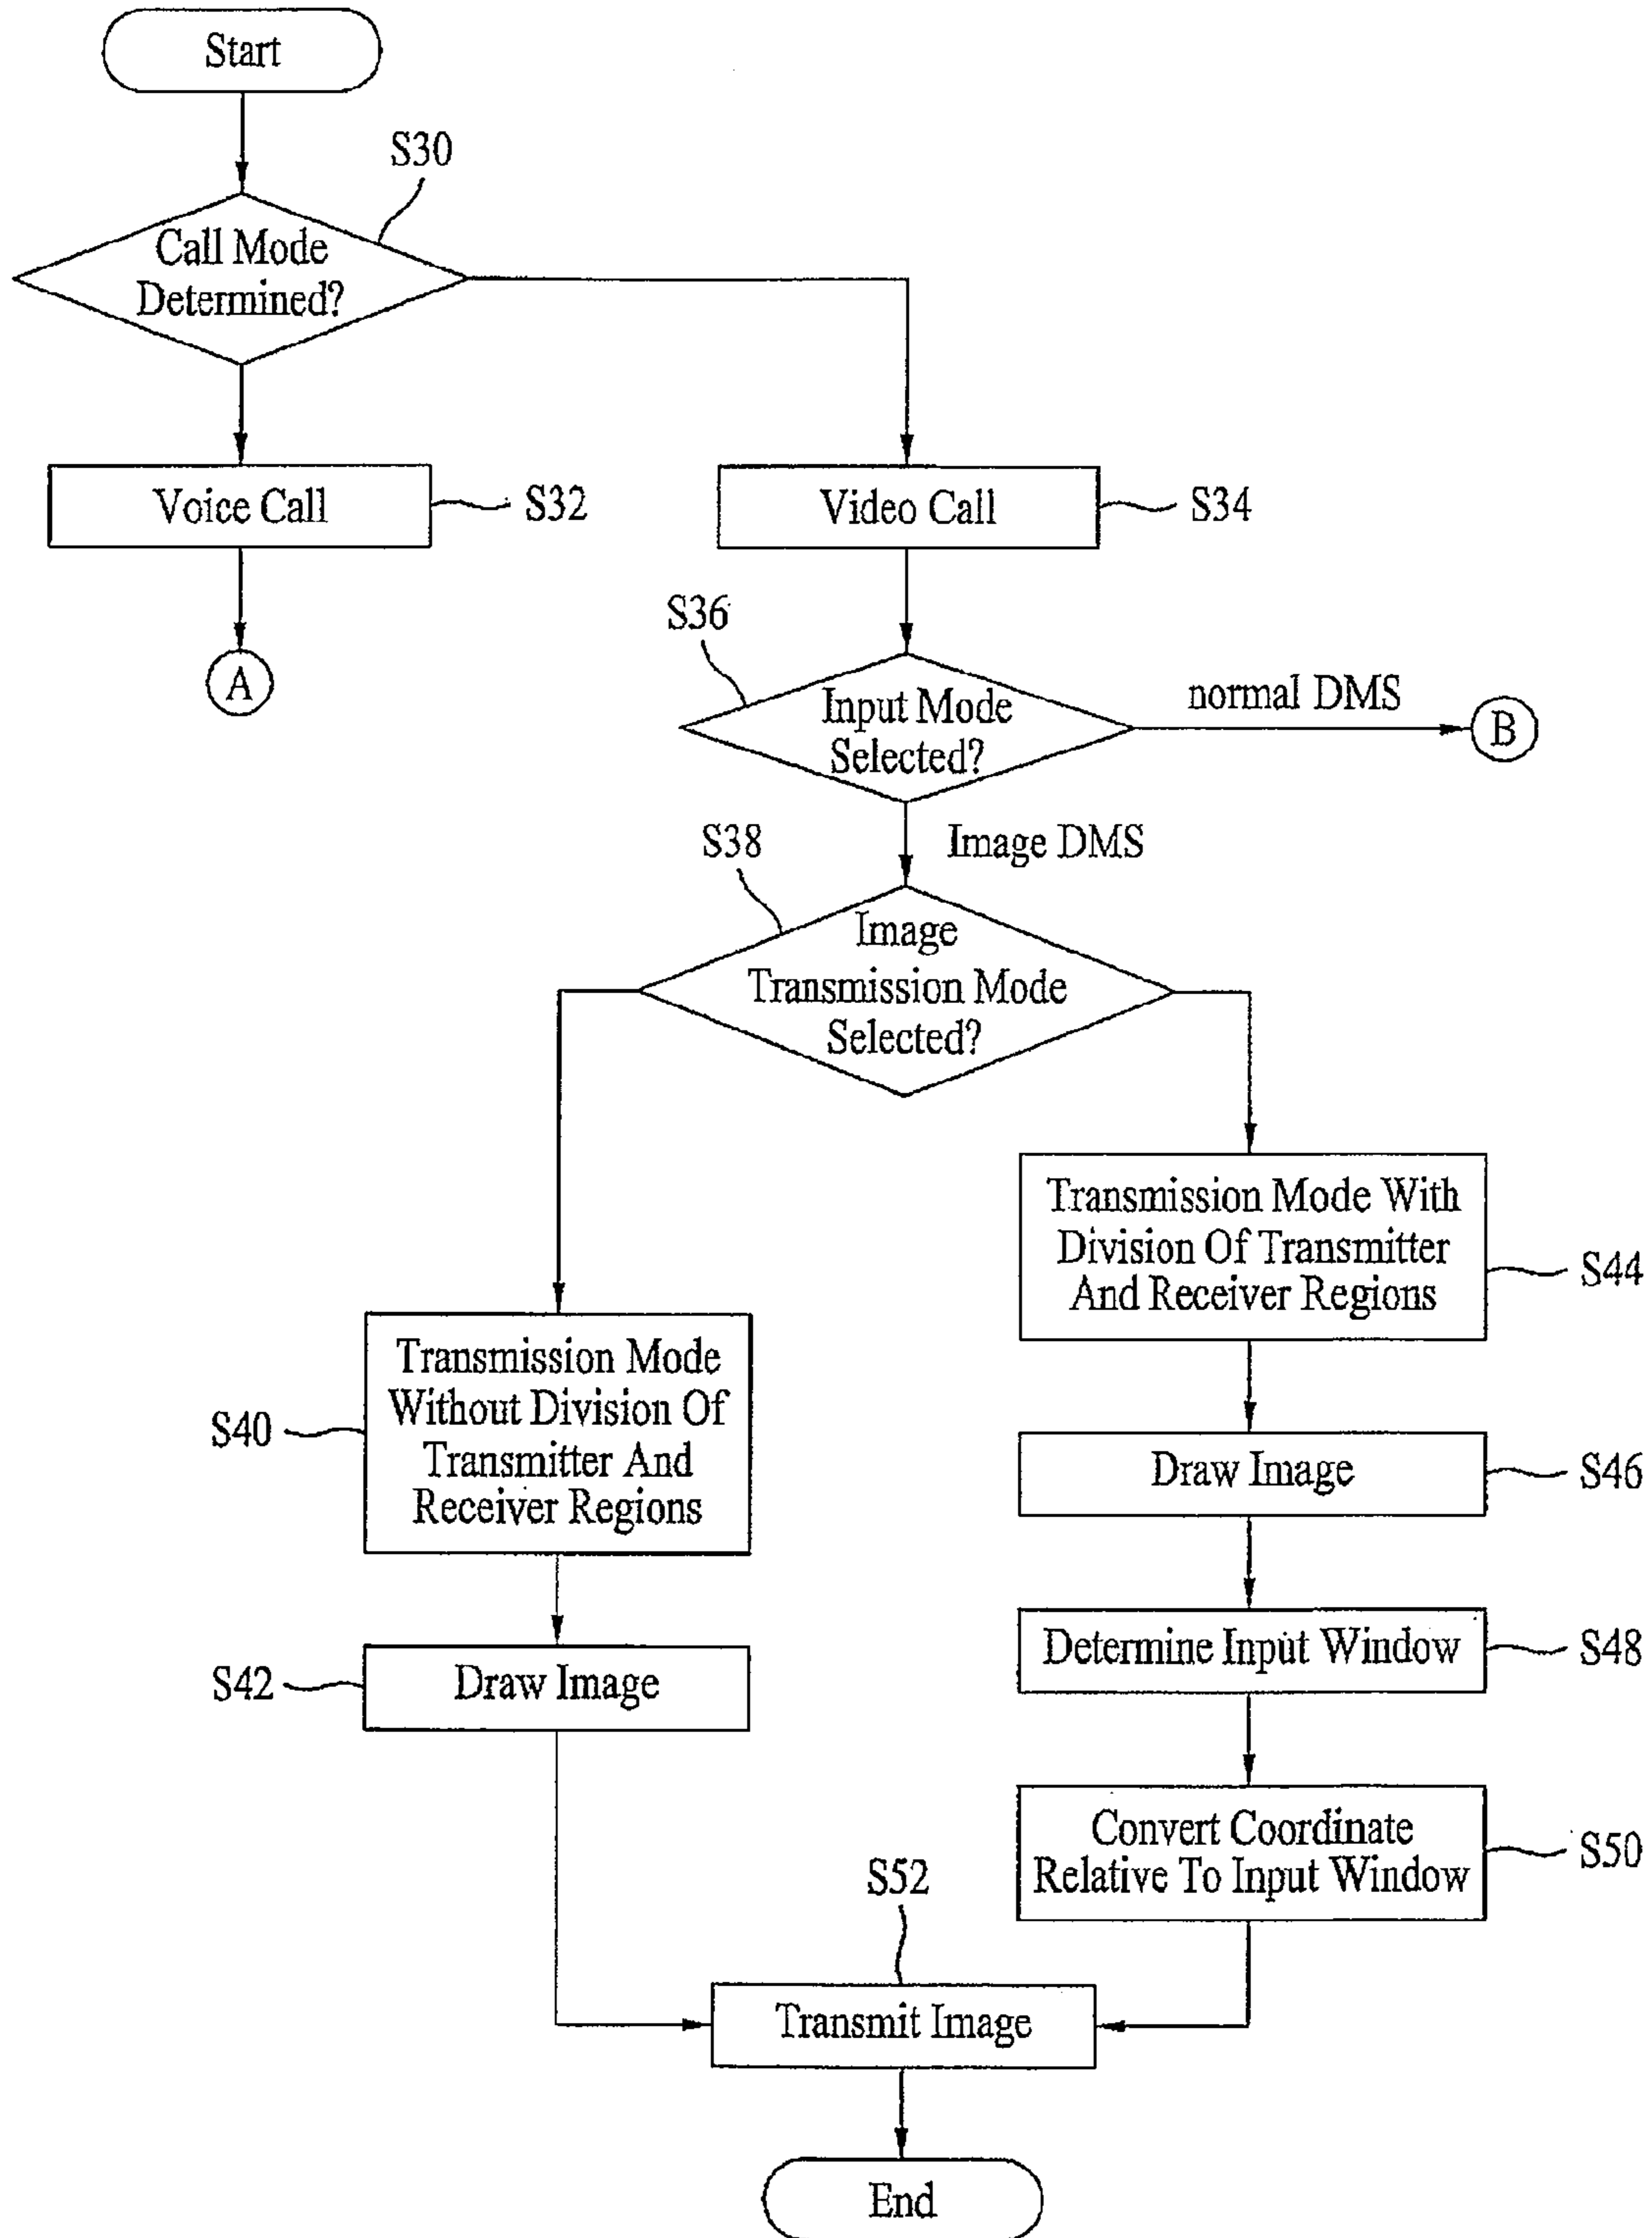 Start
S30
Call Mode
Determined?
Voice Call
S32
Video Call
S34
A
S36
Input Mode
Selected?
normal DMS
B
Image DMS
S38
Image
Transmission Mode
Selected?
Transmission Mode With
Division Of Transmitter
And Receiver Regions
S44
Transmission Mode
Without Division Of
Transmitter And
Receiver Regions
S40
Draw Image
S46
Determine Input Window
S48
Draw Image
S42
Convert Coordinate
Relative To Input Window
S50
S52
Transmit Image
End